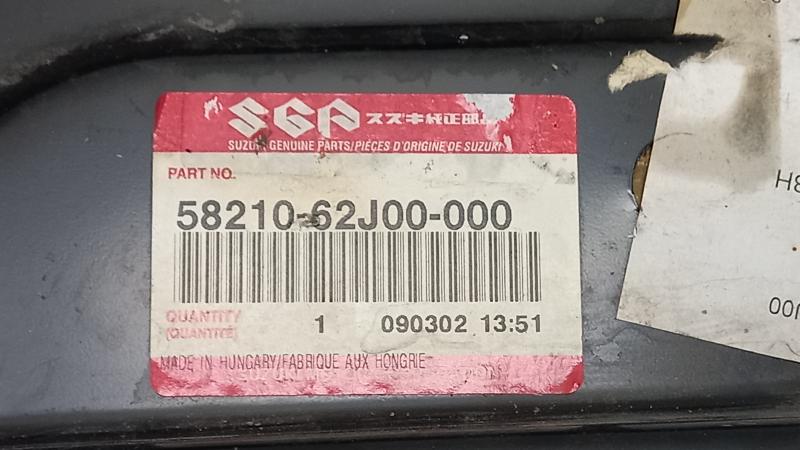 SGP スズキ純正部品
SUZUKI GENUINE PARTS/PIÈCES D'ORIGINE DE SUZUKI
PART NO.
58210-62J00-000
QUANTITY 1 090302 13:51
(QUANTITÉ)
MADE IN HUNGARY/FABRIQUE AUX HONGRIE